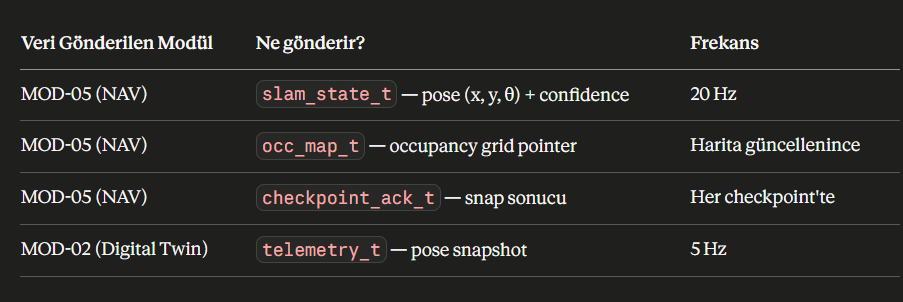 Veri Gönderilen Modül Ne gönderir? Frekans
MOD-05 (NAV) slam_state_t — pose (x, y, θ) + confidence 20 Hz
MOD-05 (NAV) occ_map_t — occupancy grid pointer Harita güncellenince
MOD-05 (NAV) checkpoint_ack_t — snap sonucu Her checkpoint'te
MOD-02 (Digital Twin) telemetry_t — pose snapshot 5 Hz